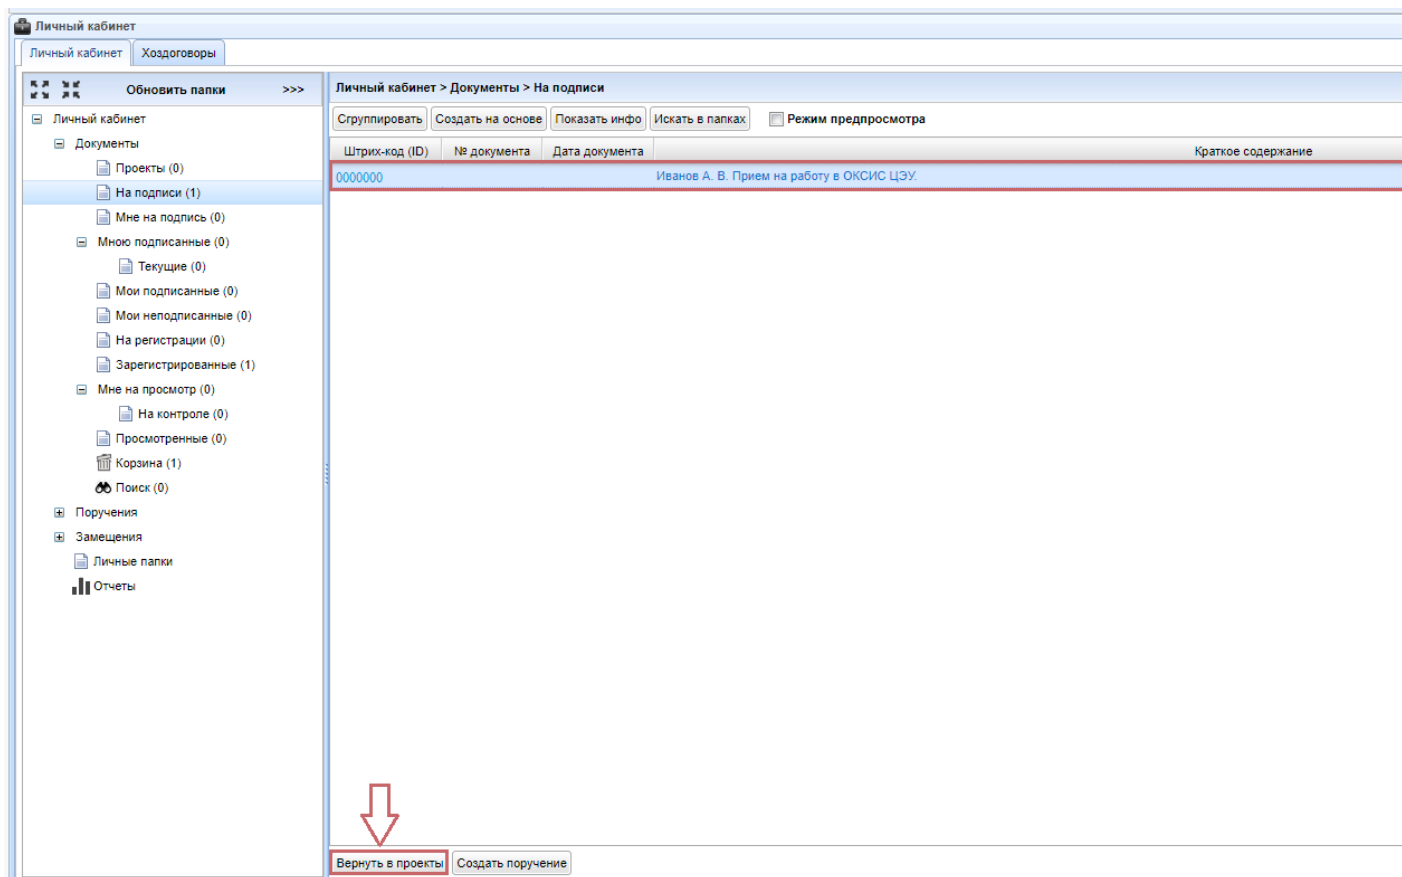 Личный кабинет
Личный кабинет Хоздоговоры
Обновить папки >>>
Личный кабинет
Документы
Проекты (0)
На подписи (1)
Мне на подпись (0)
Мною подписанные (0)
Текущие (0)
Мои подписанные (0)
Мои неподписанные (0)
На регистрации (0)
Зарегистрированные (1)
Мне на просмотр (0)
На контроле (0)
Просмотренные (0)
Корзина (1)
Поиск (0)
Поручения
Замещения
Личные папки
Отчеты
Личный кабинет > Документы > На подписи
Сгруппировать Создать на основе Показать инфо Искать в папках Режим предпросмотра
Штрих-код (ID) № документа Дата документа Краткое содержание
0000000 Иванов А. В. Прием на работу в ОКСИС ЦЭУ.
Вернуть в проекты Создать поручение